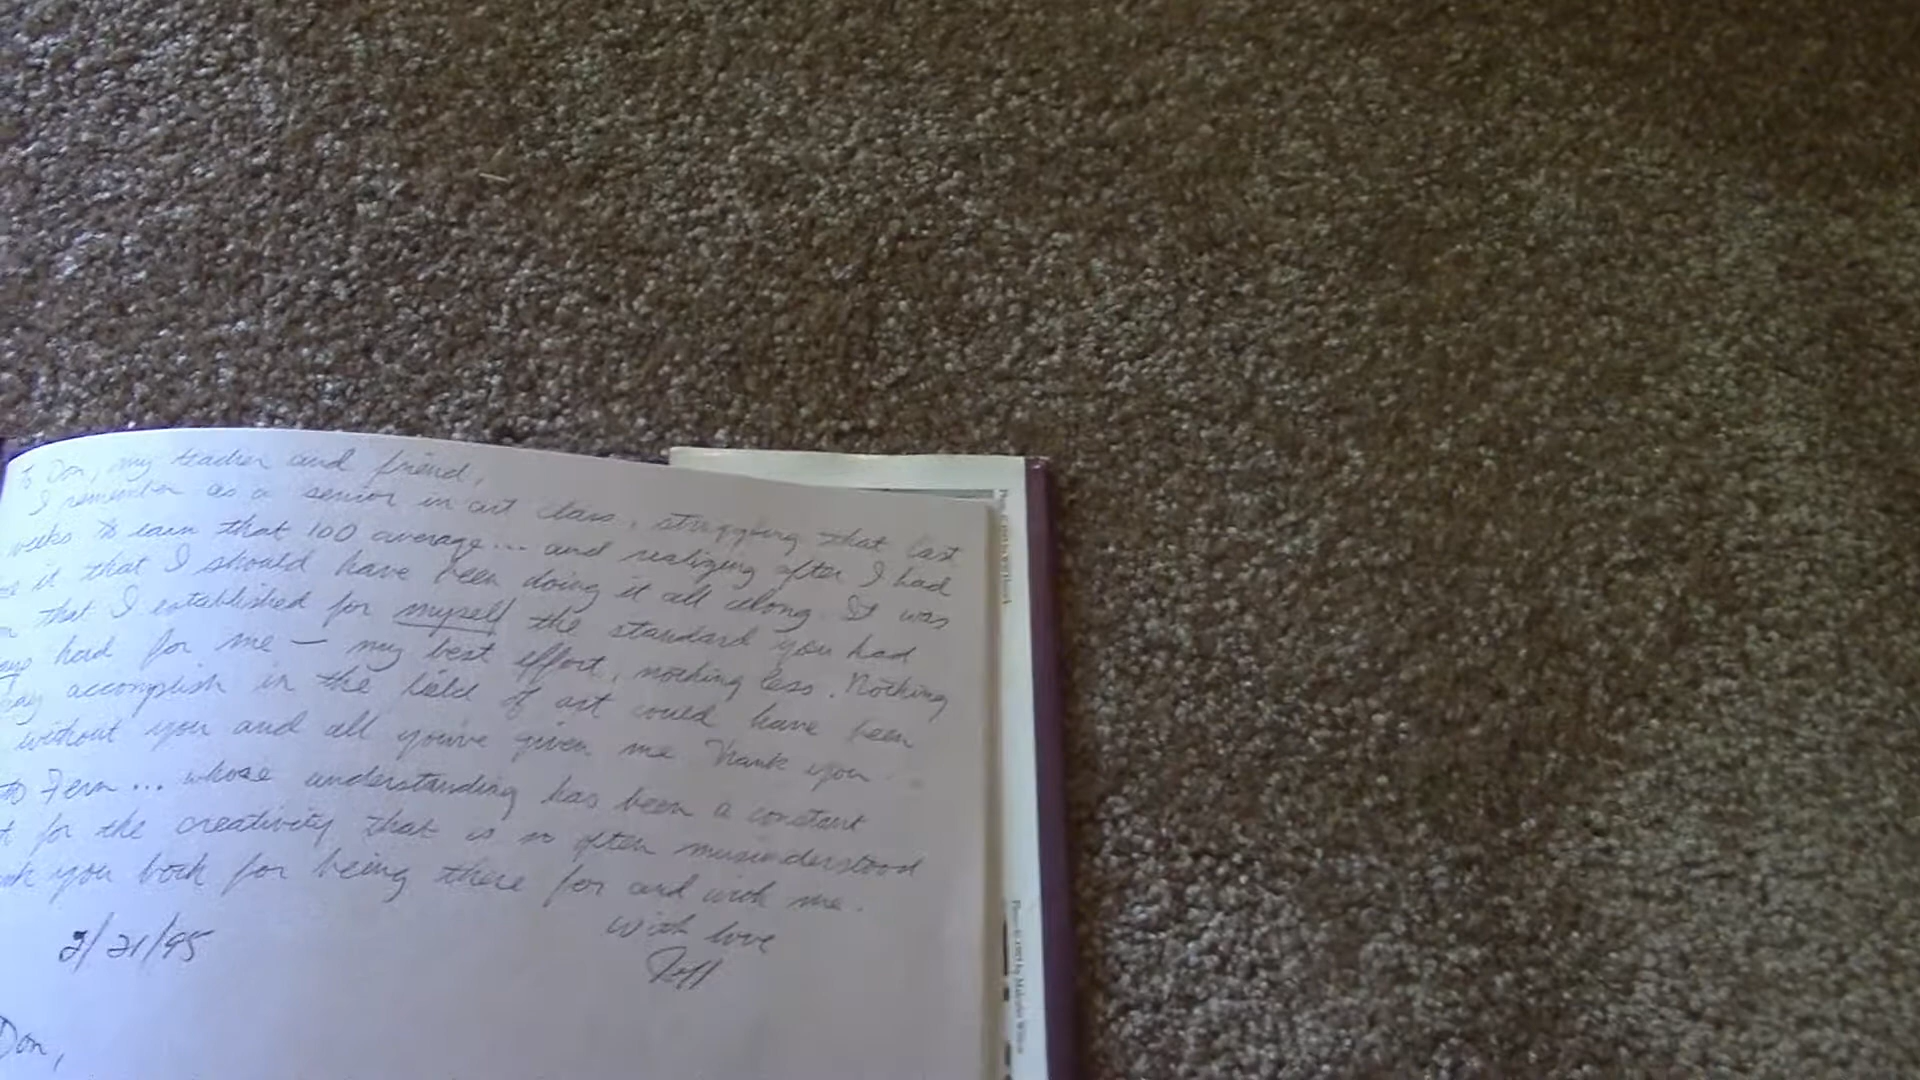 To Don, my teacher and friend,
I remember as a senior in art class, struggling that last
weeks to earn that 100 average... and realizing after I had
it that I should have been doing it all along. It was
that I established for myself the standard you had
had for me — my best effort, nothing less. Nothing
accomplish in the field of art could have been
without you and all you've given me Thank you
to Fern... whose understanding has been a constant
for the creativity that is so often misunderstood
you both for being there for and with me.
with love
2/21/95
Jeff
Don,